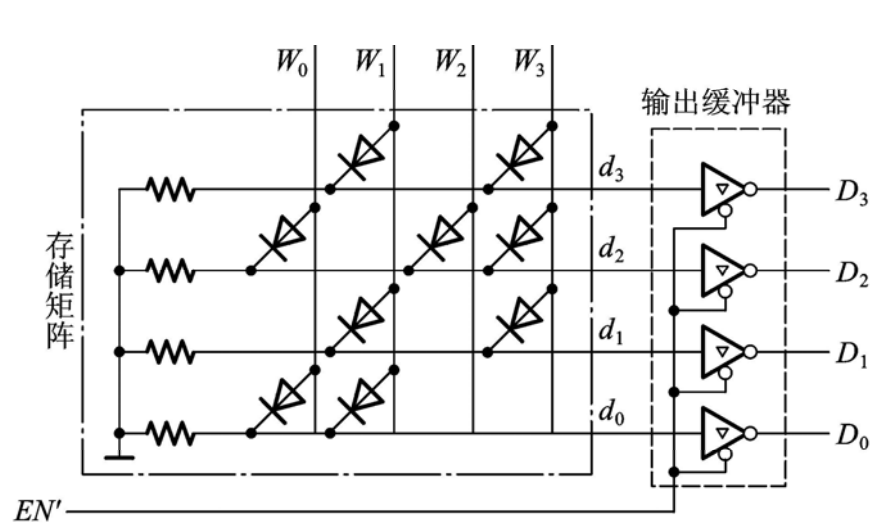 W₀ W₁ W₂ W₃
输出缓冲器
d₃ D₃
存储矩阵
d₂ D₂
d₁ D₁
d₀ D₀
EN'